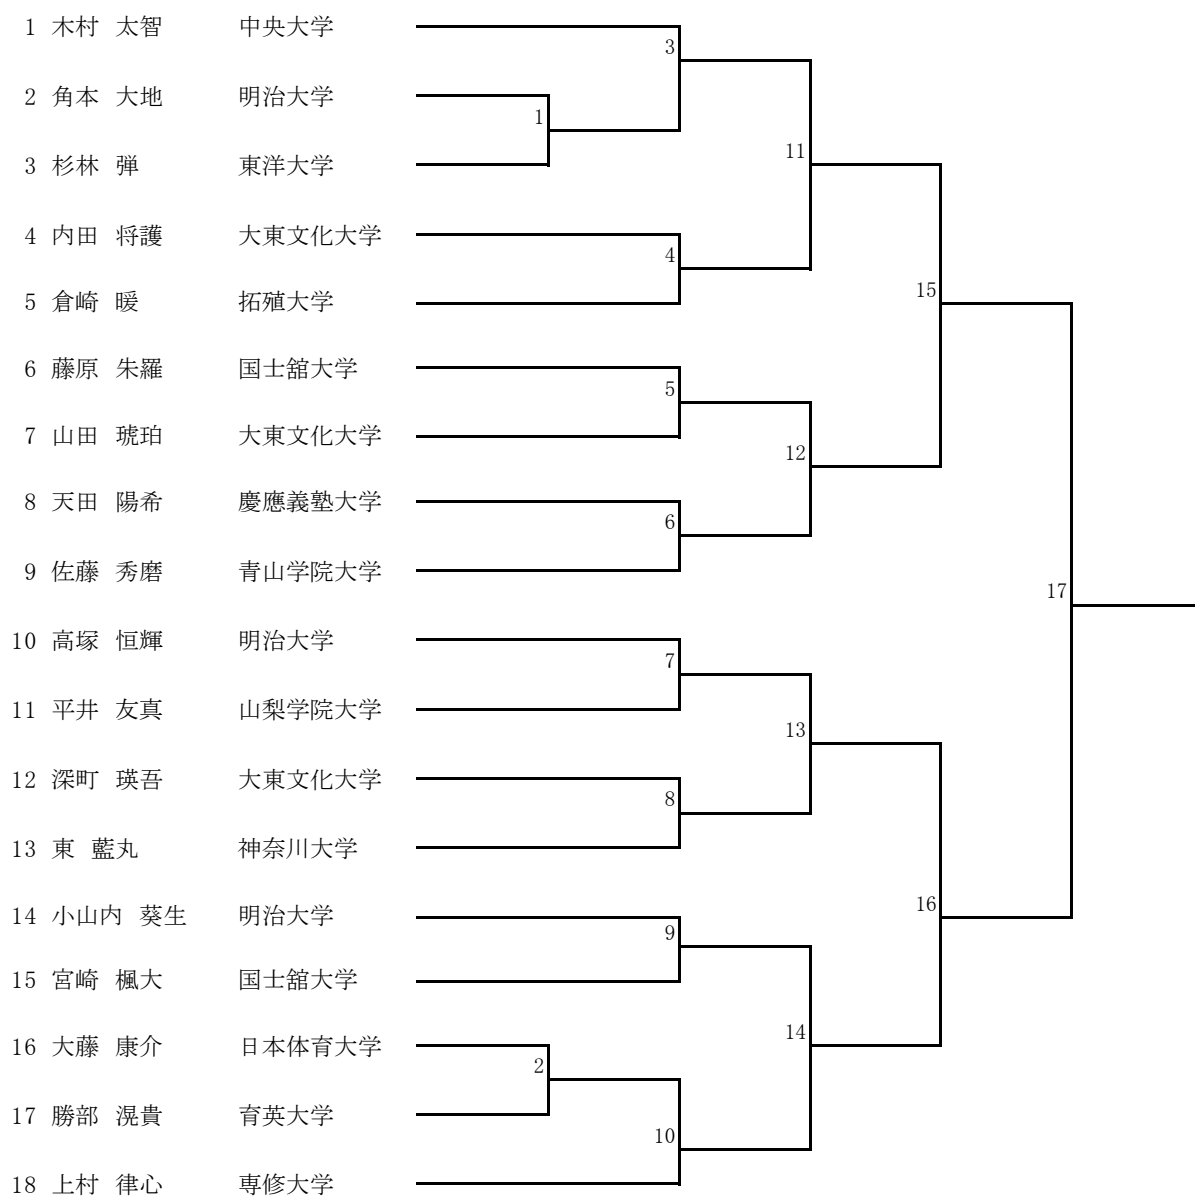 1 木村 太智 中央大学
3
2 角本 大地 明治大学
1
3 杉林 弾 東洋大学
11
4 内田 将護 大東文化大学
4
5 倉崎 暖 拓殖大学
15
6 藤原 朱羅 国士舘大学
5
7 山田 琥珀 大東文化大学
12
8 天田 陽希 慶應義塾大学
6
9 佐藤 秀磨 青山学院大学
17
10 高塚 恒輝 明治大学
7
11 平井 友真 山梨学院大学
13
12 深町 瑛吾 大東文化大学
8
13 東 藍丸 神奈川大学
14 小山内 葵生 明治大学
16
9
15 宮崎 楓大 国士舘大学
14
16 大藤 康介 日本体育大学
2
17 勝部 滉貴 育英大学
10
18 上村 律心 専修大学